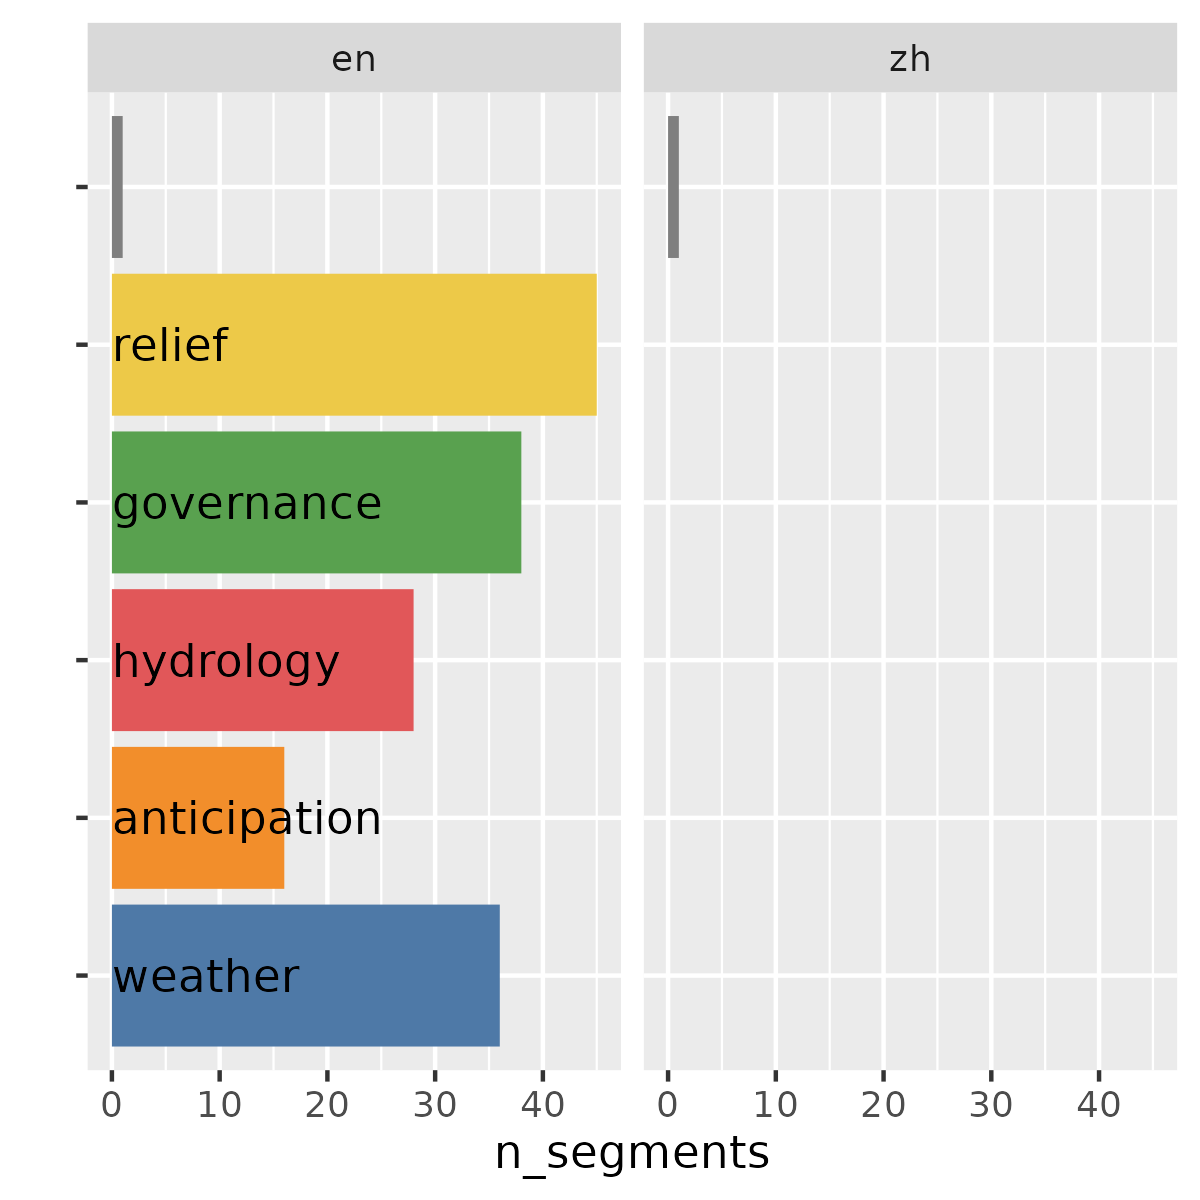 en
zh
relief
governance
hydrology
anticipation
weather
0 10 20 30 40
0 10 20 30 40
n_segments